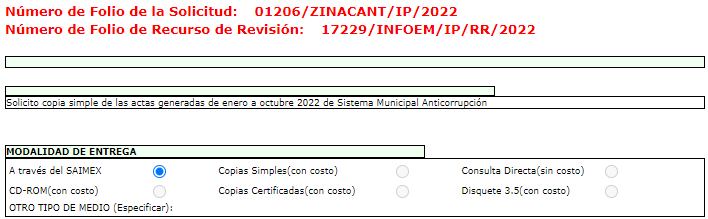 Número de Folio de la Solicitud: 01206/ZINACANT/IP/2022
Número de Folio de Recurso de Revisión: 17229/INFOEM/IP/RR/2022
Solicito copia simple de las actas generadas de enero a octubre 2022 de Sistema Municipal Anticorrupción
MODALIDAD DE ENTREGA
A través del SAIMEX Copias Simples(con costo) Consulta Directa(sin costo)
CD-ROM(con costo) Copias Certificadas(con costo) Disquete 3.5(con costo)
OTRO TIPO DE MEDIO (Especificar):